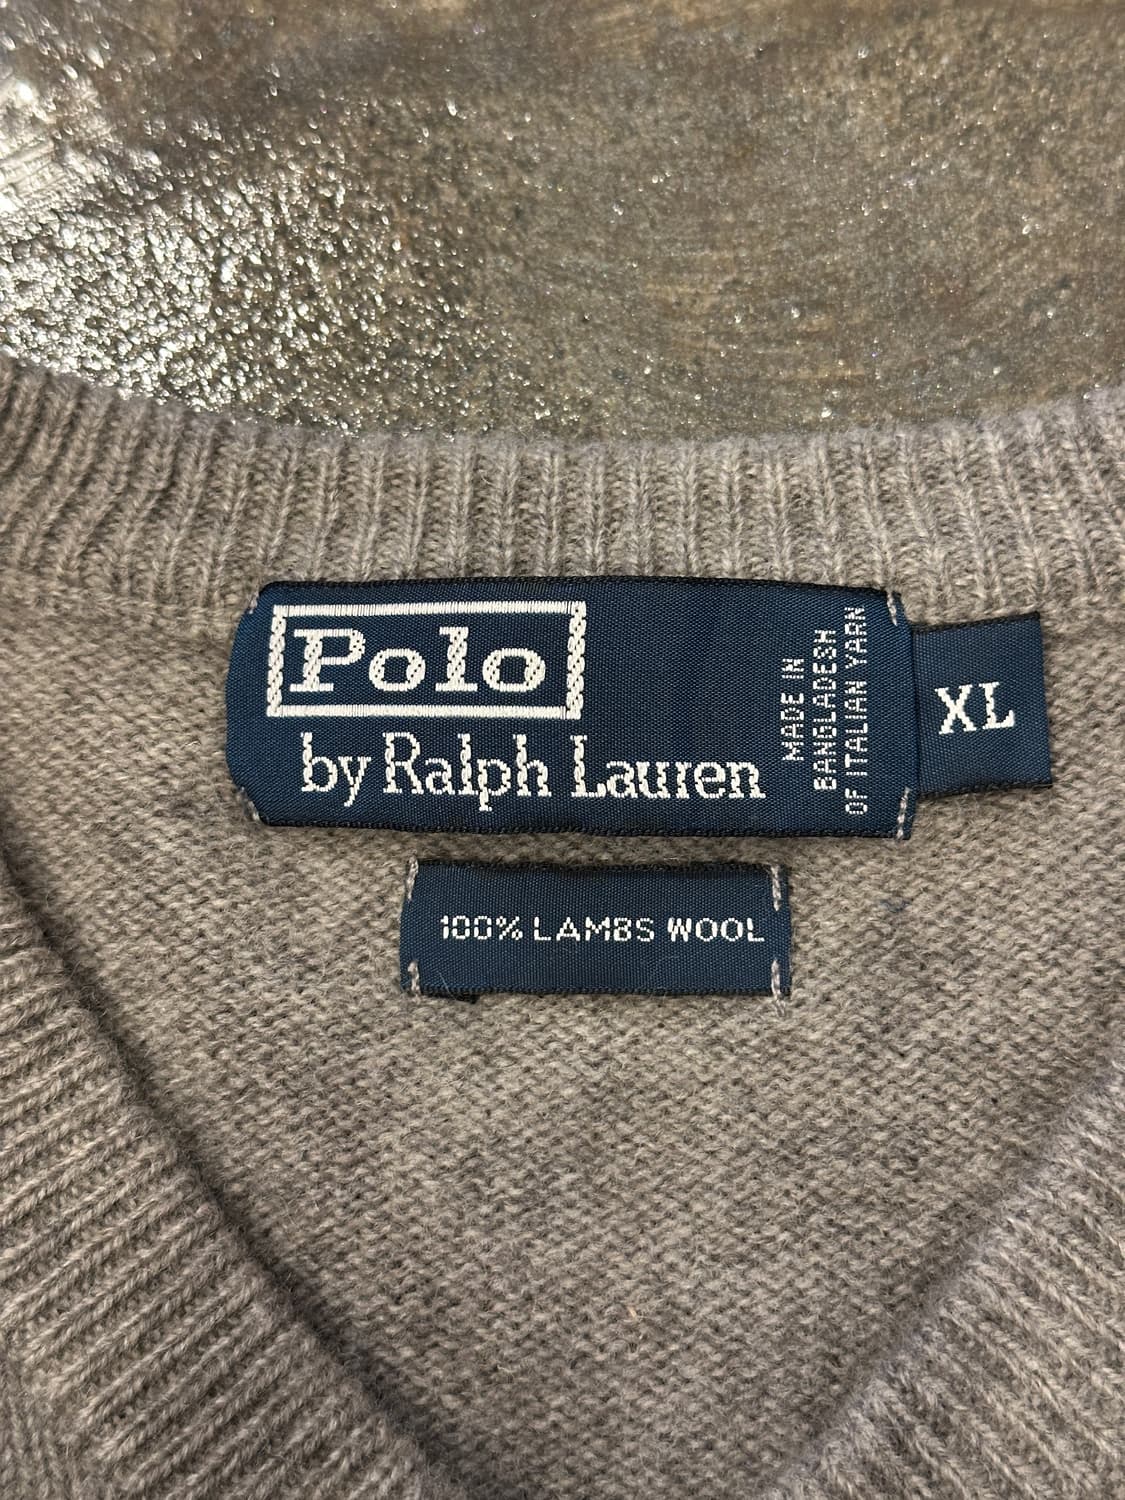 Polo
by Ralph Lauren
MADE IN
BANGLADESH
OF ITALIAN YARN
XL
100% LAMBS WOOL